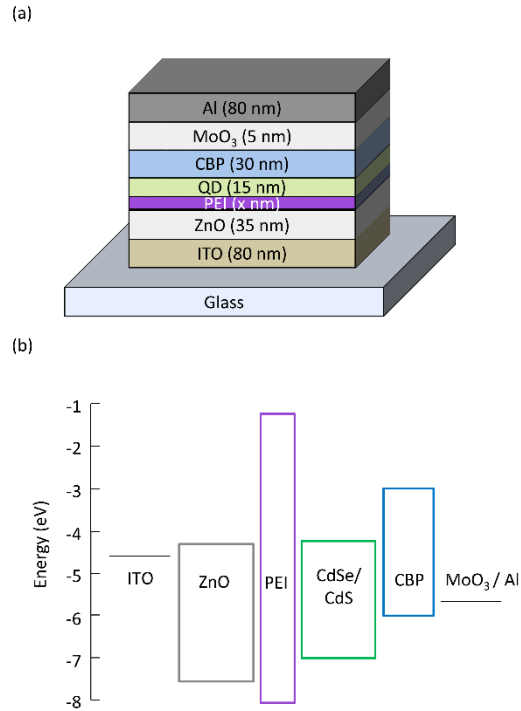 (a)
Al (80 nm)
MoO₃ (5 nm)
CBP (30 nm)
QD (15 nm)
PEI (x nm)
ZnO (35 nm)
ITO (80 nm)
Glass
(b)
Energy (eV)
-1
-2
-3
-4
-5
-6
-7
-8
ITO
ZnO
PEI
CdSe/
CdS
CBP
MoO₃ / Al